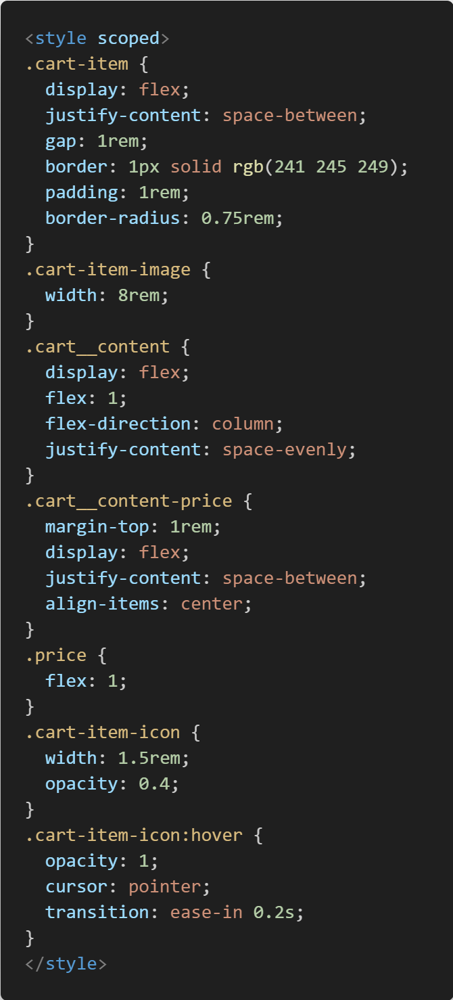 <style scoped>
.cart-item {
  display: flex;
  justify-content: space-between;
  gap: 1rem;
  border: 1px solid rgb(241 245 249);
  padding: 1rem;
  border-radius: 0.75rem;
}
.cart-item-image {
  width: 8rem;
}
.cart__content {
  display: flex;
  flex: 1;
  flex-direction: column;
  justify-content: space-evenly;
}
.cart__content-price {
  margin-top: 1rem;
  display: flex;
  justify-content: space-between;
  align-items: center;
}
.price {
  flex: 1;
}
.cart-item-icon {
  width: 1.5rem;
  opacity: 0.4;
}
.cart-item-icon:hover {
  opacity: 1;
  cursor: pointer;
  transition: ease-in 0.2s;
}
</style>